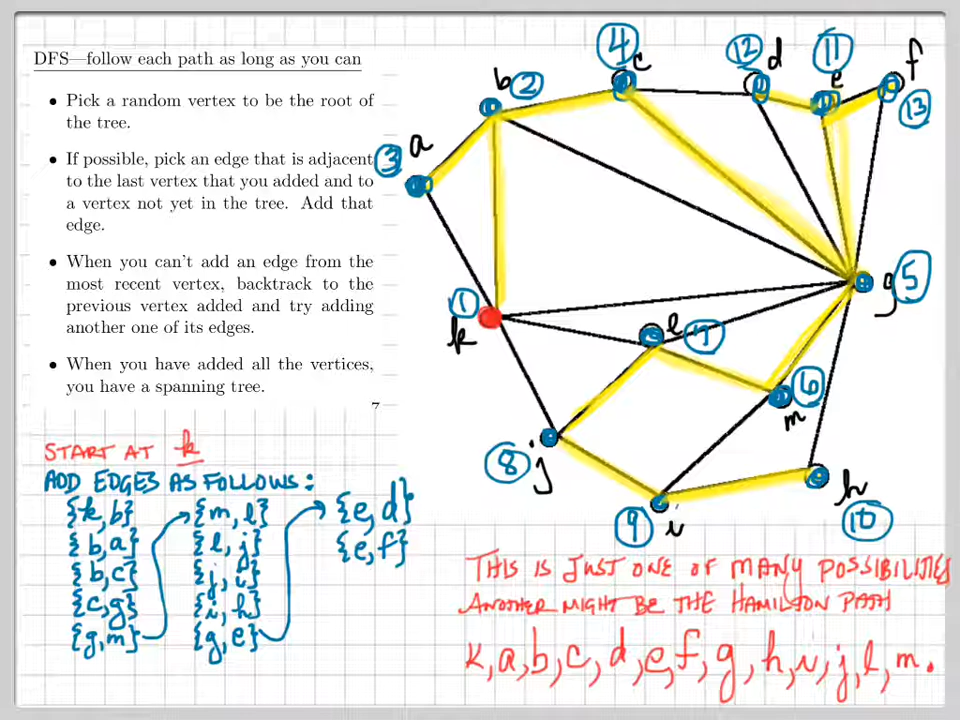 DFS—follow each path as long as you can
• Pick a random vertex to be the root of
the tree.
• If possible, pick an edge that is adjacent
to the last vertex that you added and to
a vertex not yet in the tree. Add that
edge.
• When you can't add an edge from the
most recent vertex, backtrack to the
previous vertex added and try adding
another one of its edges.
• When you have added all the vertices,
you have a spanning tree.
7
START AT k
ADD EDGES AS FOLLOWS:
{k,b}
{b,a}
{b,c}
{c,g}
{g,m}
{m,l}
{l,j}
{j,i}
{i,h}
{g,e}
{e,d}
{e,f}
4 c
12 d
11 e
f
13
b 2
a
3
1
k
l 7
g 5
6
m
8 j
9 i
h
10
THIS IS JUST ONE OF MANY POSSIBILITIES
ANOTHER MIGHT BE THE HAMILTON PATH
k,a,b,c,d,e,f,g,h,i,j,l,m.